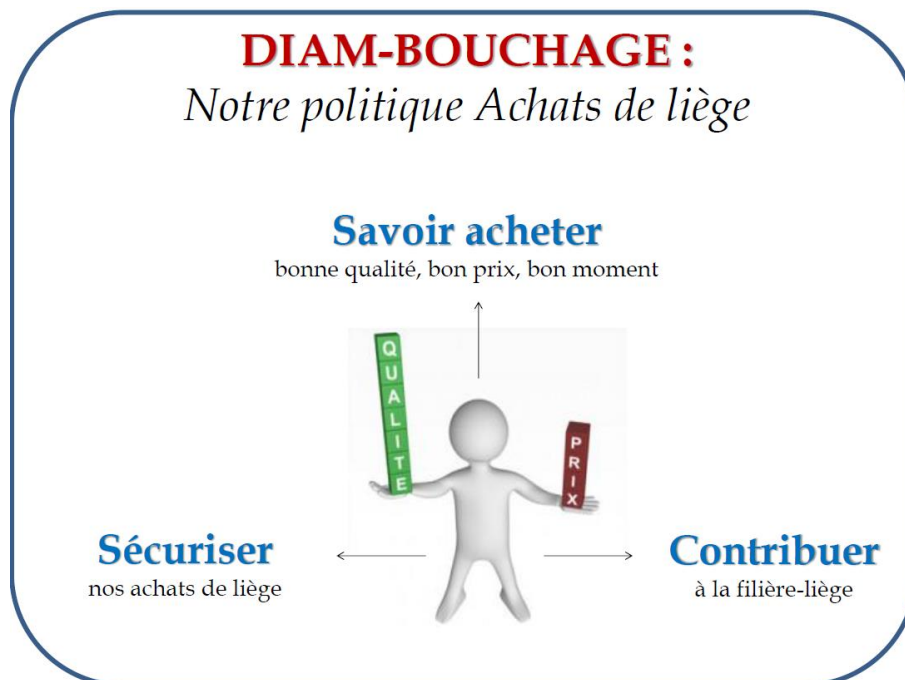 DIAM-BOUCHAGE :
Notre politique Achats de liège
Savoir acheter
bonne qualité, bon prix, bon moment
QUALITE
PRIX
Sécuriser
nos achats de liège
Contribuer
à la filière-liège